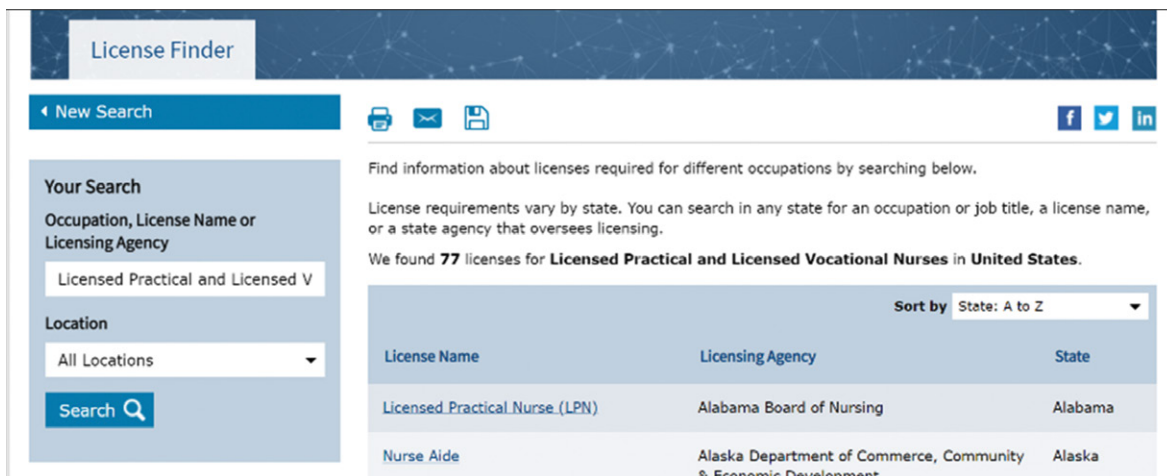 License Finder
New Search
Your Search
Occupation, License Name or
Licensing Agency
Licensed Practical and Licensed V
Location
All Locations
Search
f
in
Find information about licenses required for different occupations by searching below.
License requirements vary by state. You can search in any state for an occupation or job title, a license name,
or a state agency that oversees licensing.
We found 77 licenses for Licensed Practical and Licensed Vocational Nurses in United States.
Sort by State: A to Z
License Name Licensing Agency State
Licensed Practical Nurse (LPN) Alabama Board of Nursing Alabama
Nurse Aide Alaska Department of Commerce, Community Alaska
& Economic Development